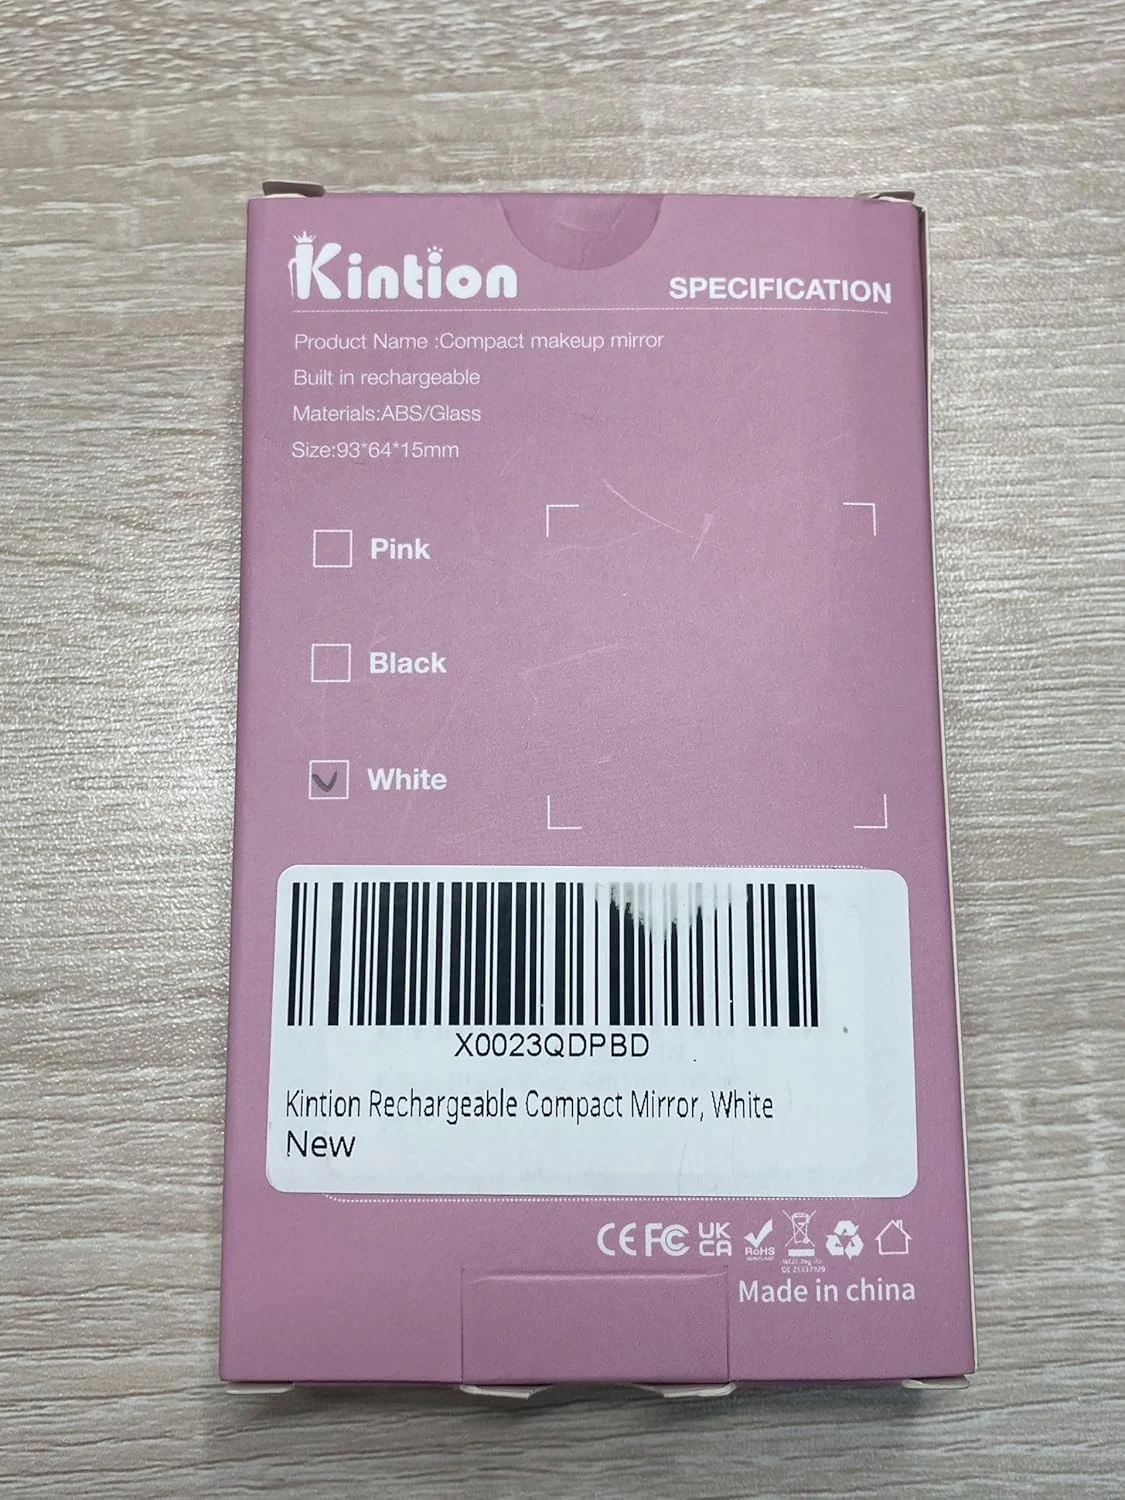 Kintion
SPECIFICATION
Product Name :Compact makeup mirror
Built in rechargeable
Materials:ABS/Glass
Size:93*64*15mm
Pink
Black
White
X0023QDPBD
Kintion Rechargeable Compact Mirror, White
New
CE FC UK CA RoHS
Made in china